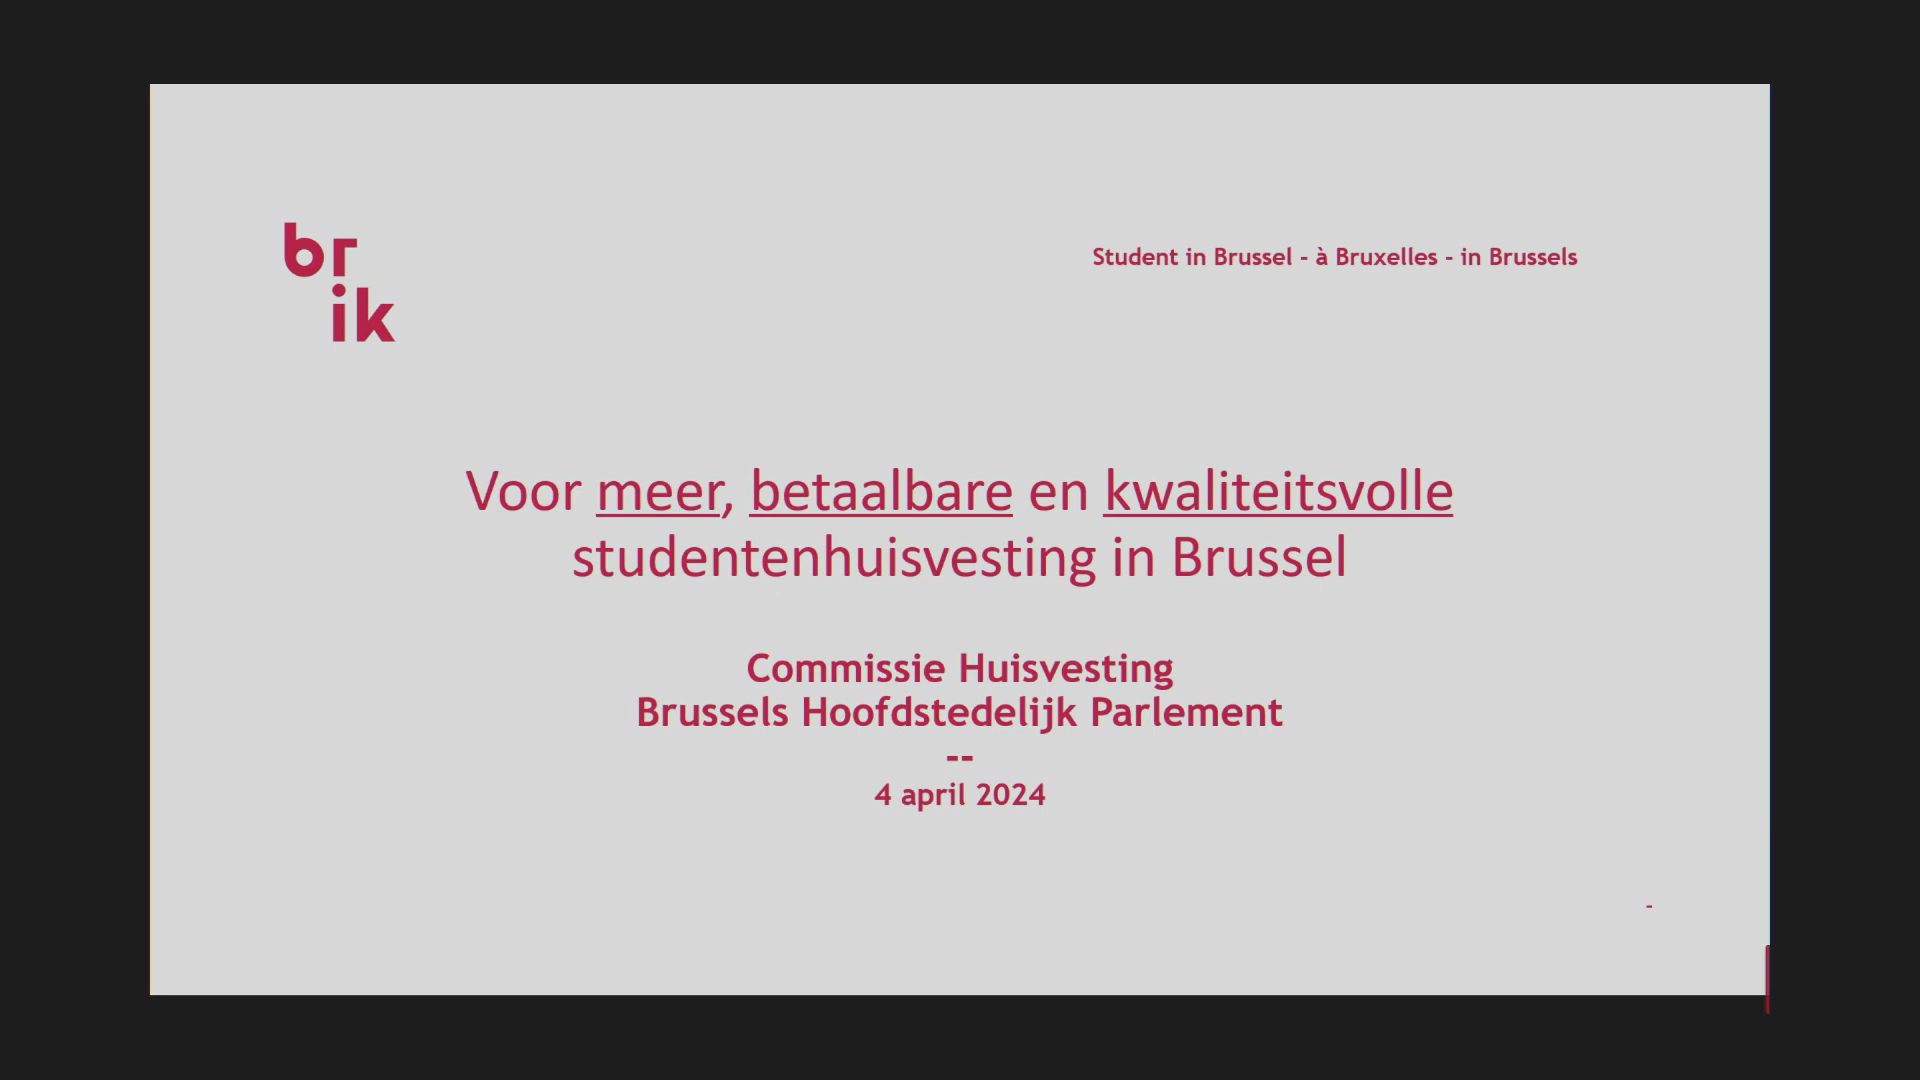 br
ik
Student in Brussel - à Bruxelles - in Brussels
Voor meer, betaalbare en kwaliteitsvolle
studentenhuisvesting in Brussel
Commissie Huisvesting
Brussels Hoofdstedelijk Parlement
--
4 april 2024
-